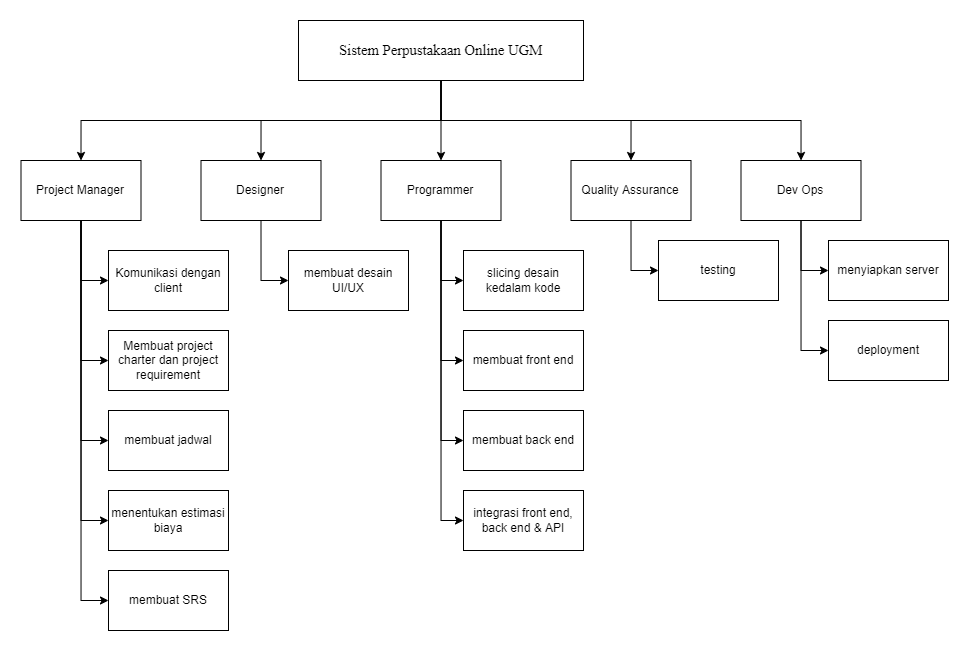 Sistem Perpustakaan Online UGM
Project Manager
Designer
Programmer
Quality Assurance
Dev Ops
Komunikasi dengan
client
Membuat project
charter dan project
requirement
membuat jadwal
menentukan estimasi
biaya
membuat SRS
membuat desain
UI/UX
slicing desain
kedalam kode
membuat front end
membuat back end
integrasi front end,
back end & API
testing
menyiapkan server
deployment